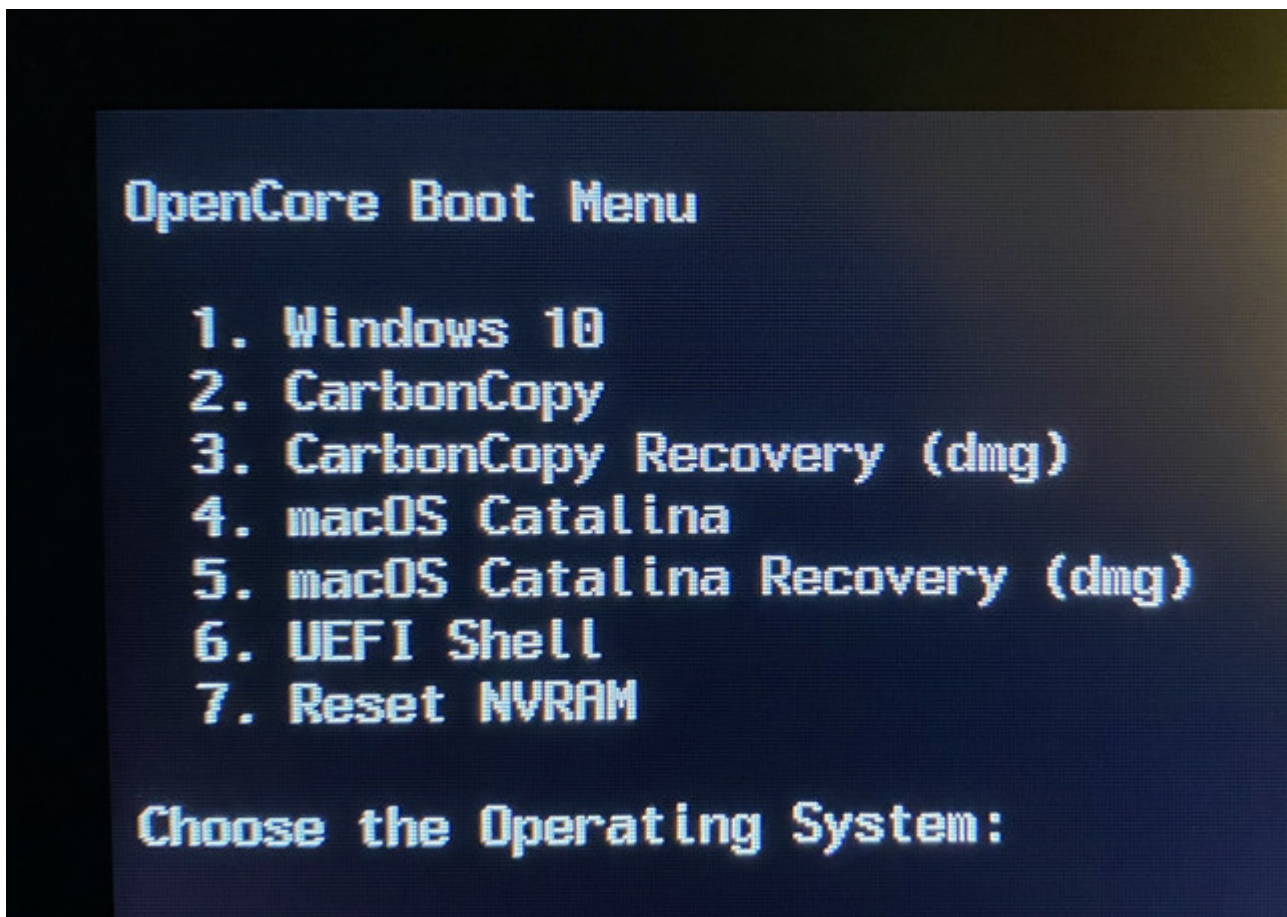 OpenCore Boot Menu
1. Windows 10
2. CarbonCopy
3. CarbonCopy Recovery (dmg)
4. macOS Catalina
5. macOS Catalina Recovery (dmg)
6. UEFI Shell
7. Reset NVRAM
Choose the Operating System: